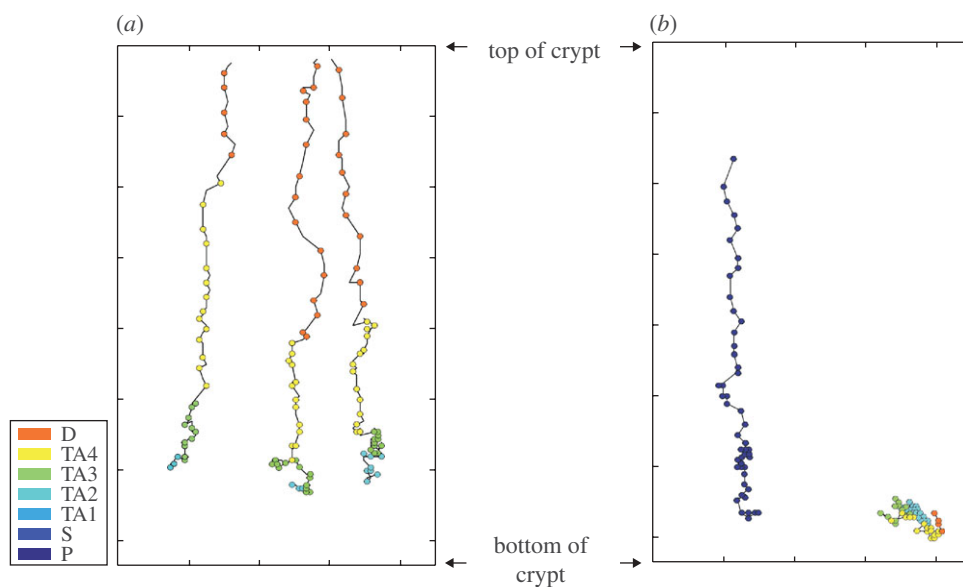 (a)
(b)
top of crypt
D
TA4
TA3
TA2
TA1
S
P
bottom of
crypt